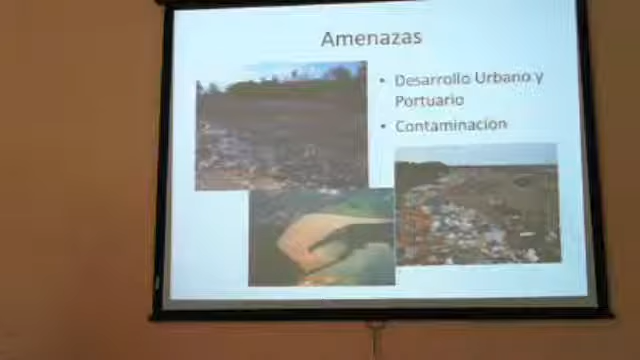 Amenazas
• Desarrollo Urbano y
Portuario
• Contaminacion